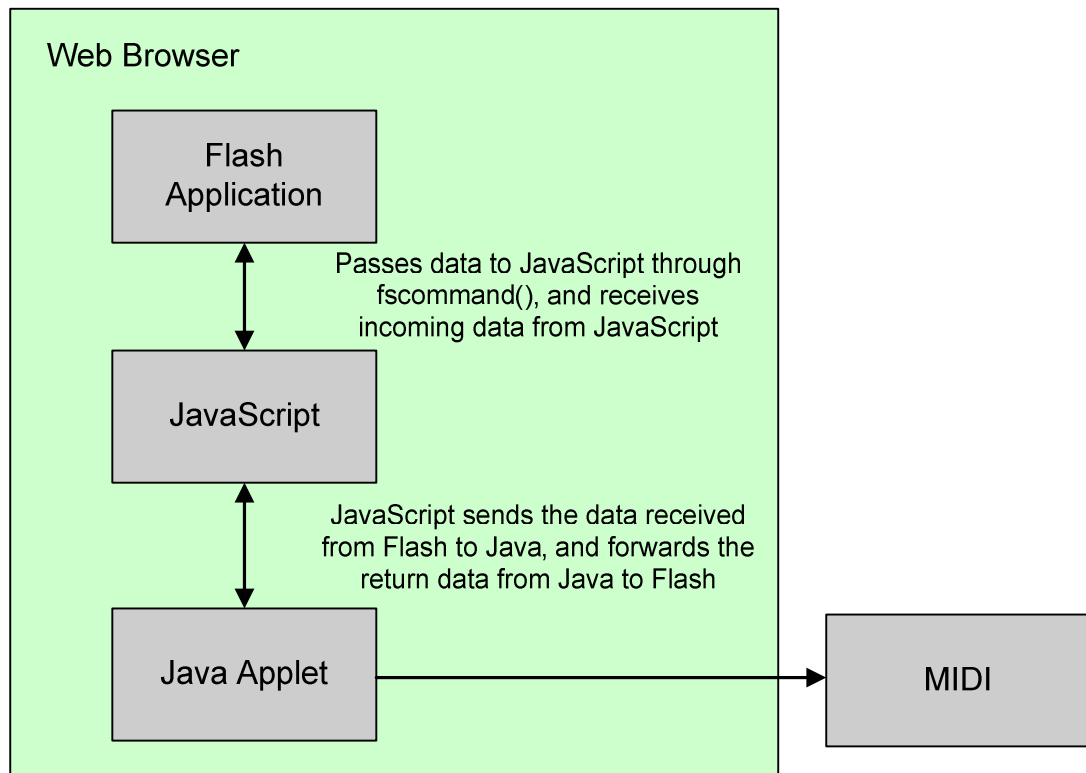 Web Browser
Flash
Application
Passes data to JavaScript through
fscommand(), and receives
incoming data from JavaScript
JavaScript
JavaScript sends the data received
from Flash to Java, and forwards the
return data from Java to Flash
Java Applet
MIDI